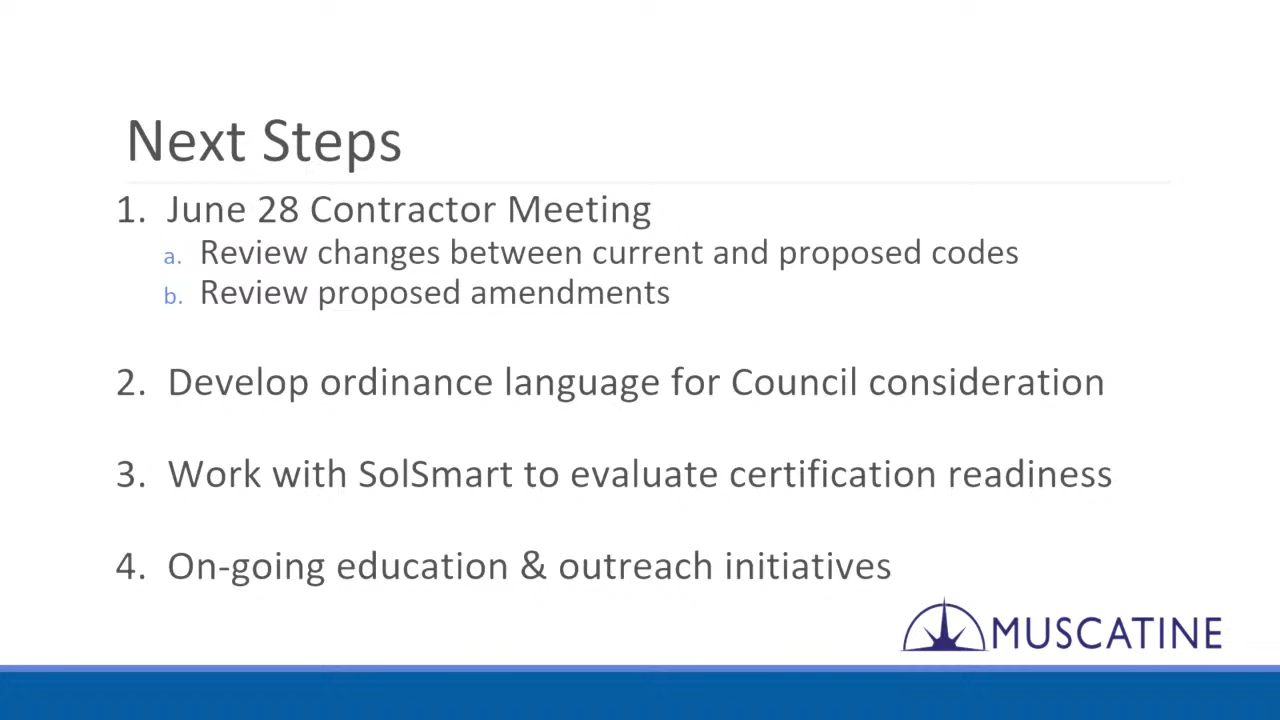 Next Steps
1. June 28 Contractor Meeting
a. Review changes between current and proposed codes
b. Review proposed amendments
2. Develop ordinance language for Council consideration
3. Work with SolSmart to evaluate certification readiness
4. On-going education & outreach initiatives
MUSCATINE